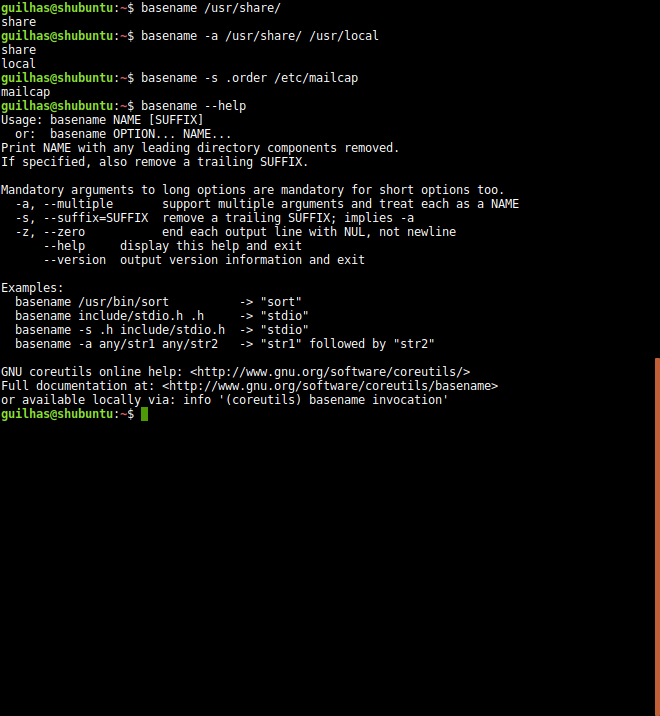 guilhas@shubuntu:~$ basename /usr/share/
share
guilhas@shubuntu:~$ basename -a /usr/share/ /usr/local
share
local
guilhas@shubuntu:~$ basename -s .order /etc/mailcap
mailcap
guilhas@shubuntu:~$ basename --help
Usage: basename NAME [SUFFIX]
  or:  basename OPTION... NAME...
Print NAME with any leading directory components removed.
If specified, also remove a trailing SUFFIX.

Mandatory arguments to long options are mandatory for short options too.
  -a, --multiple       support multiple arguments and treat each as a NAME
  -s, --suffix=SUFFIX  remove a trailing SUFFIX; implies -a
  -z, --zero           end each output line with NUL, not newline
      --help     display this help and exit
      --version  output version information and exit

Examples:
  basename /usr/bin/sort          -> "sort"
  basename include/stdio.h .h     -> "stdio"
  basename -s .h include/stdio.h  -> "stdio"
  basename -a any/str1 any/str2   -> "str1" followed by "str2"

GNU coreutils online help: <http://www.gnu.org/software/coreutils/>
Full documentation at: <http://www.gnu.org/software/coreutils/basename>
or available locally via: info '(coreutils) basename invocation'
guilhas@shubuntu:~$